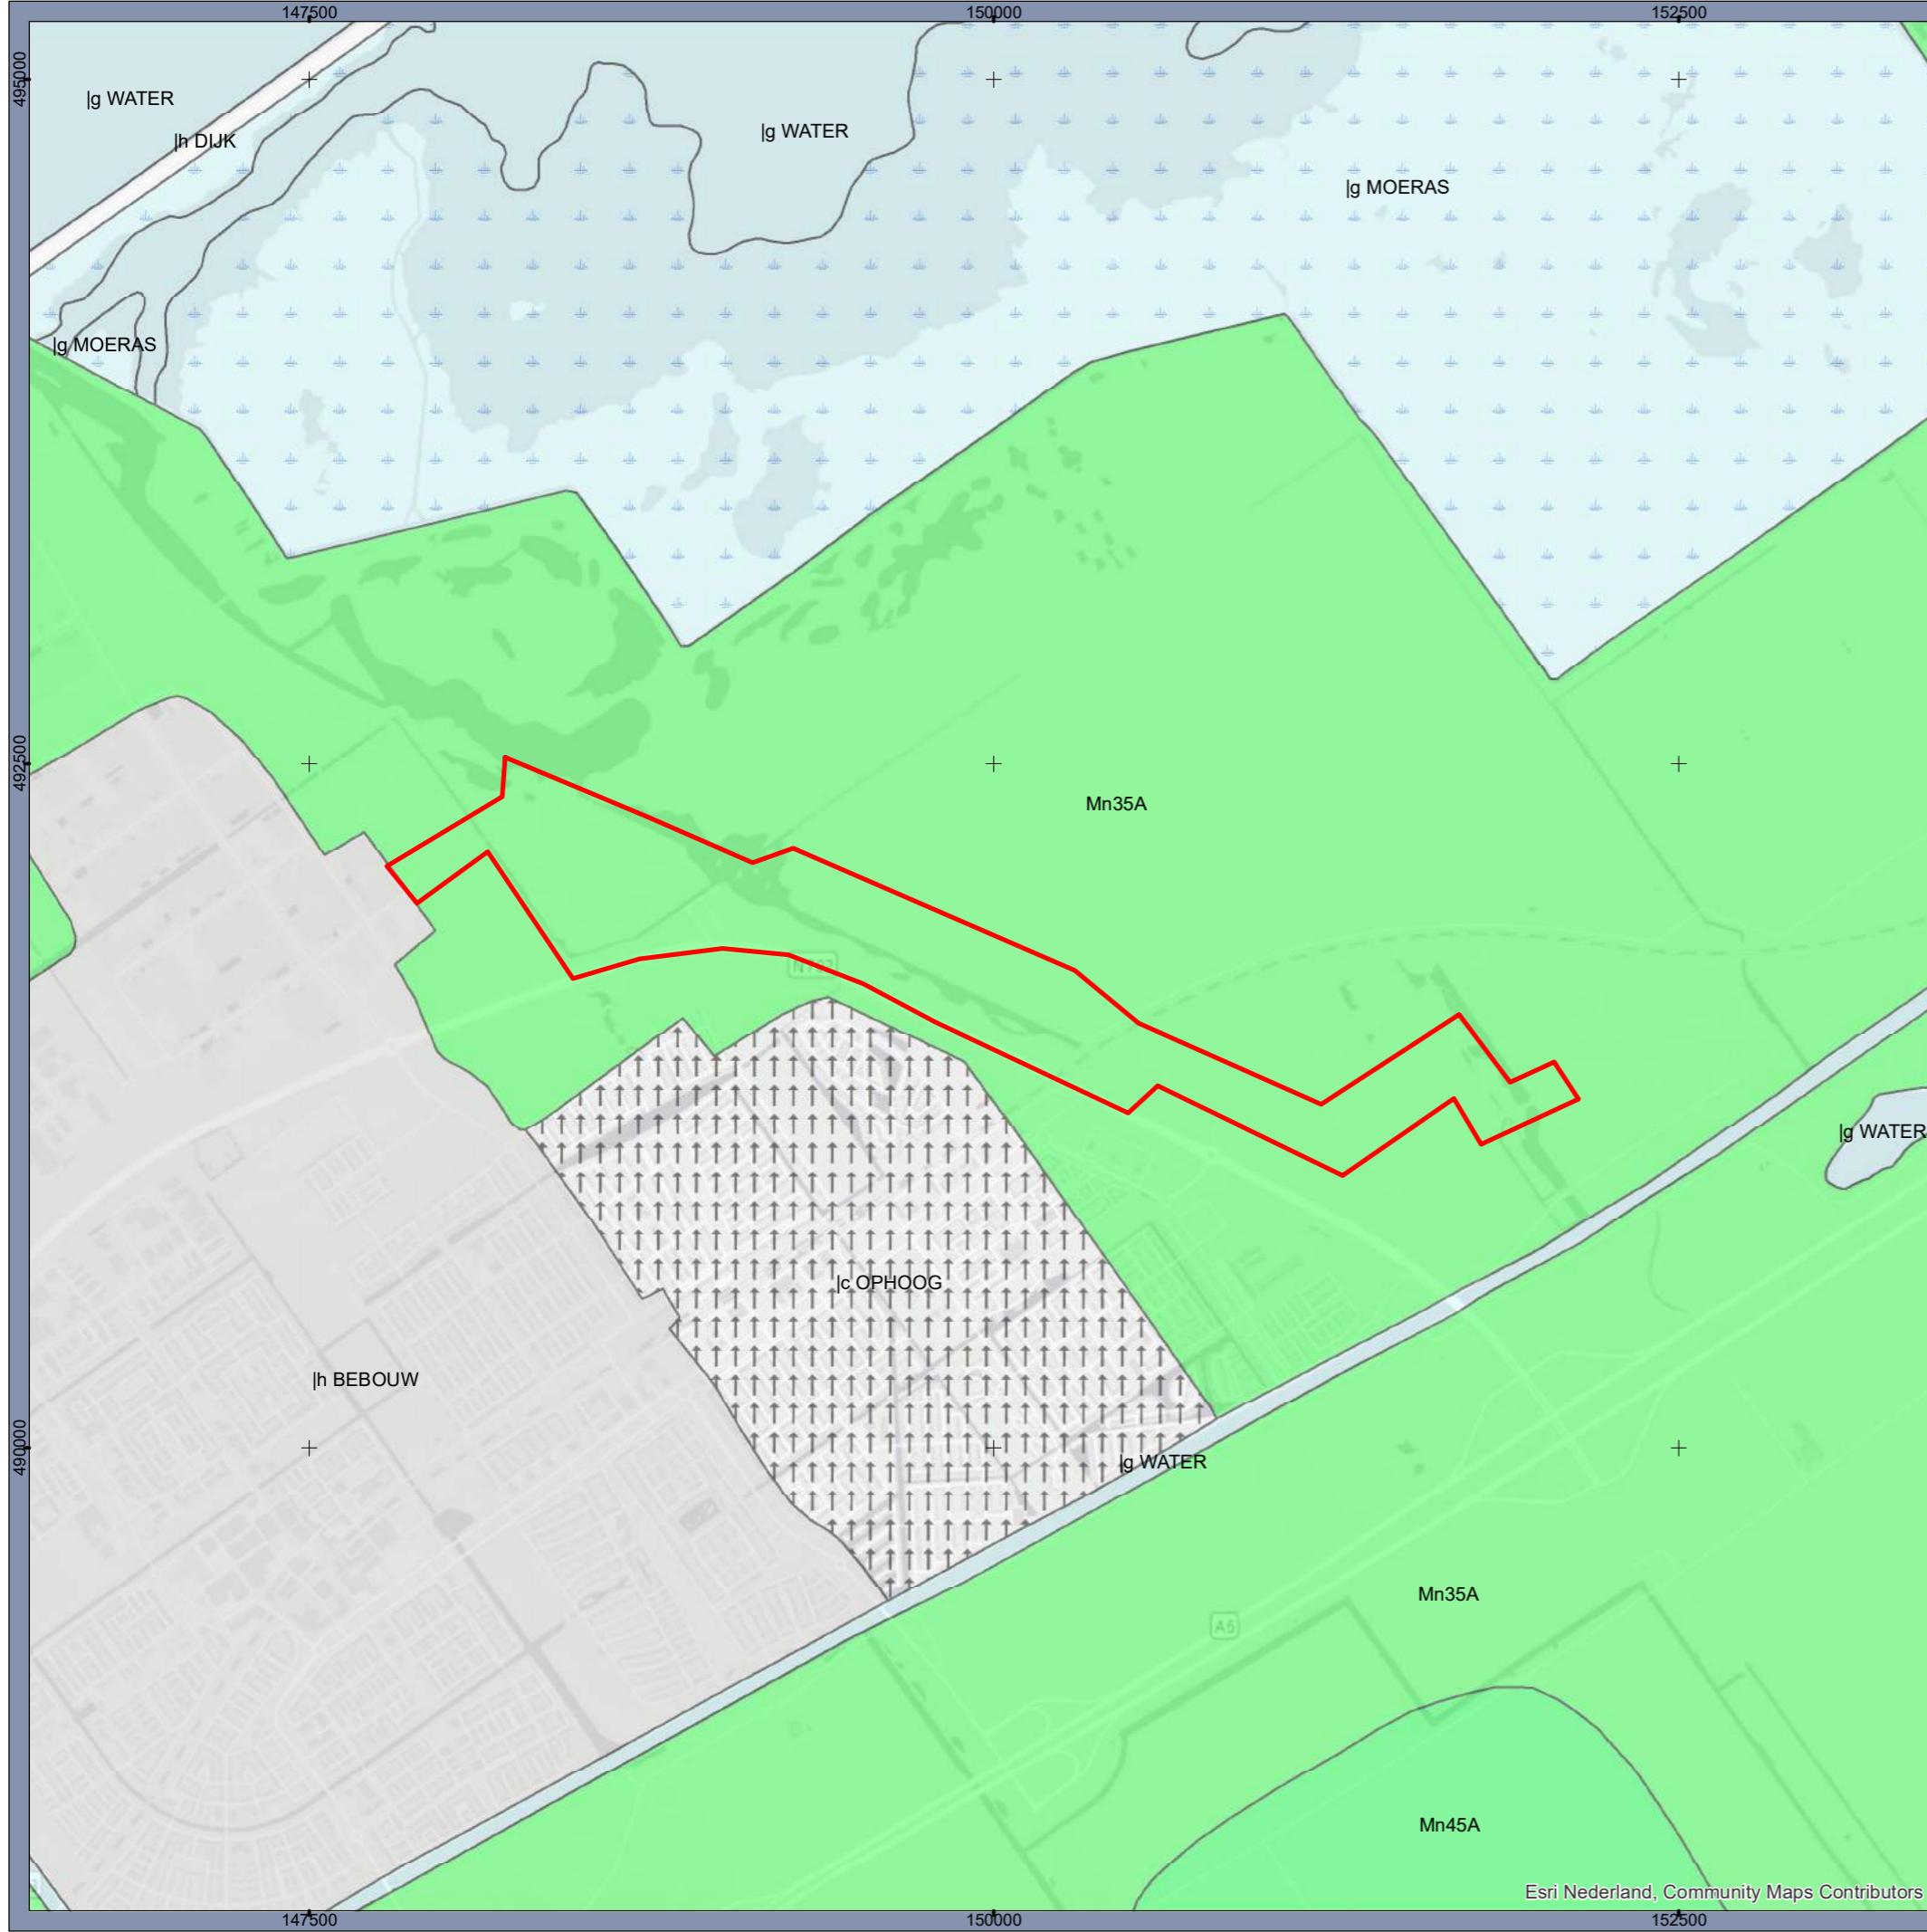 147500
150000
152500
495000
|g WATER
|g WATER
|h DIJK
|g MOERAS
|g MOERAS
492500
Mn35A
N702
|g WATER
|c OPHOOG
|h BEBOUW
490000
|g WATER
Mn35A
A6
Mn45A
Esri Nederland, Community Maps Contributors
147500
150000
152500